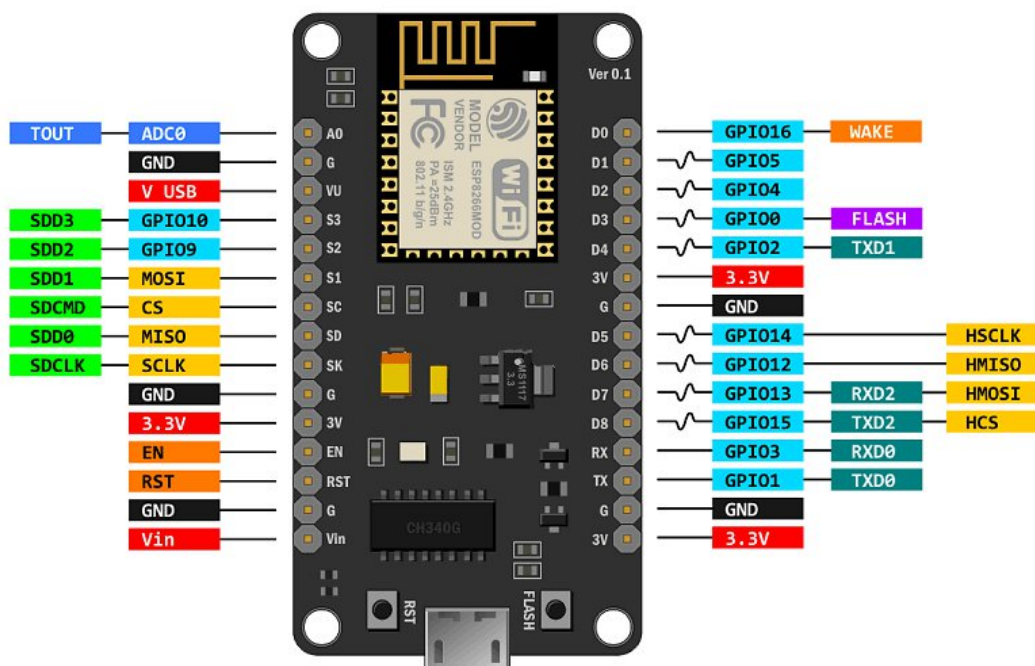 Ver 0.1
MODEL
VENDOR
ESP8266MOD
FC
WiFi
ISM 2.4GHz
PA =25dBm
802.11 b/g/n
TOUT ADC0 A0 D0 GPIO16 WAKE
GND G D1 GPIO5
V USB VU D2 GPIO4
SDD3 GPIO10 S3 D3 GPIO0 FLASH
SDD2 GPIO9 S2 D4 GPIO2 TXD1
SDD1 MOSI S1 3V 3.3V
SDCMD CS SC G GND
SDD0 MISO SD D5 GPIO14 HSCLK
SDCLK SCLK SK D6 GPIO12 HMISO
AMS1117
3.3
GND G D7 GPIO13 RXD2 HMOSI
3.3V 3V D8 GPIO15 TXD2 HCS
EN EN RX GPIO3 RXD0
RST RST TX GPIO1 TXD0
GND G G GND
CH340G
Vin Vin 3V 3.3V
RST
FLASH